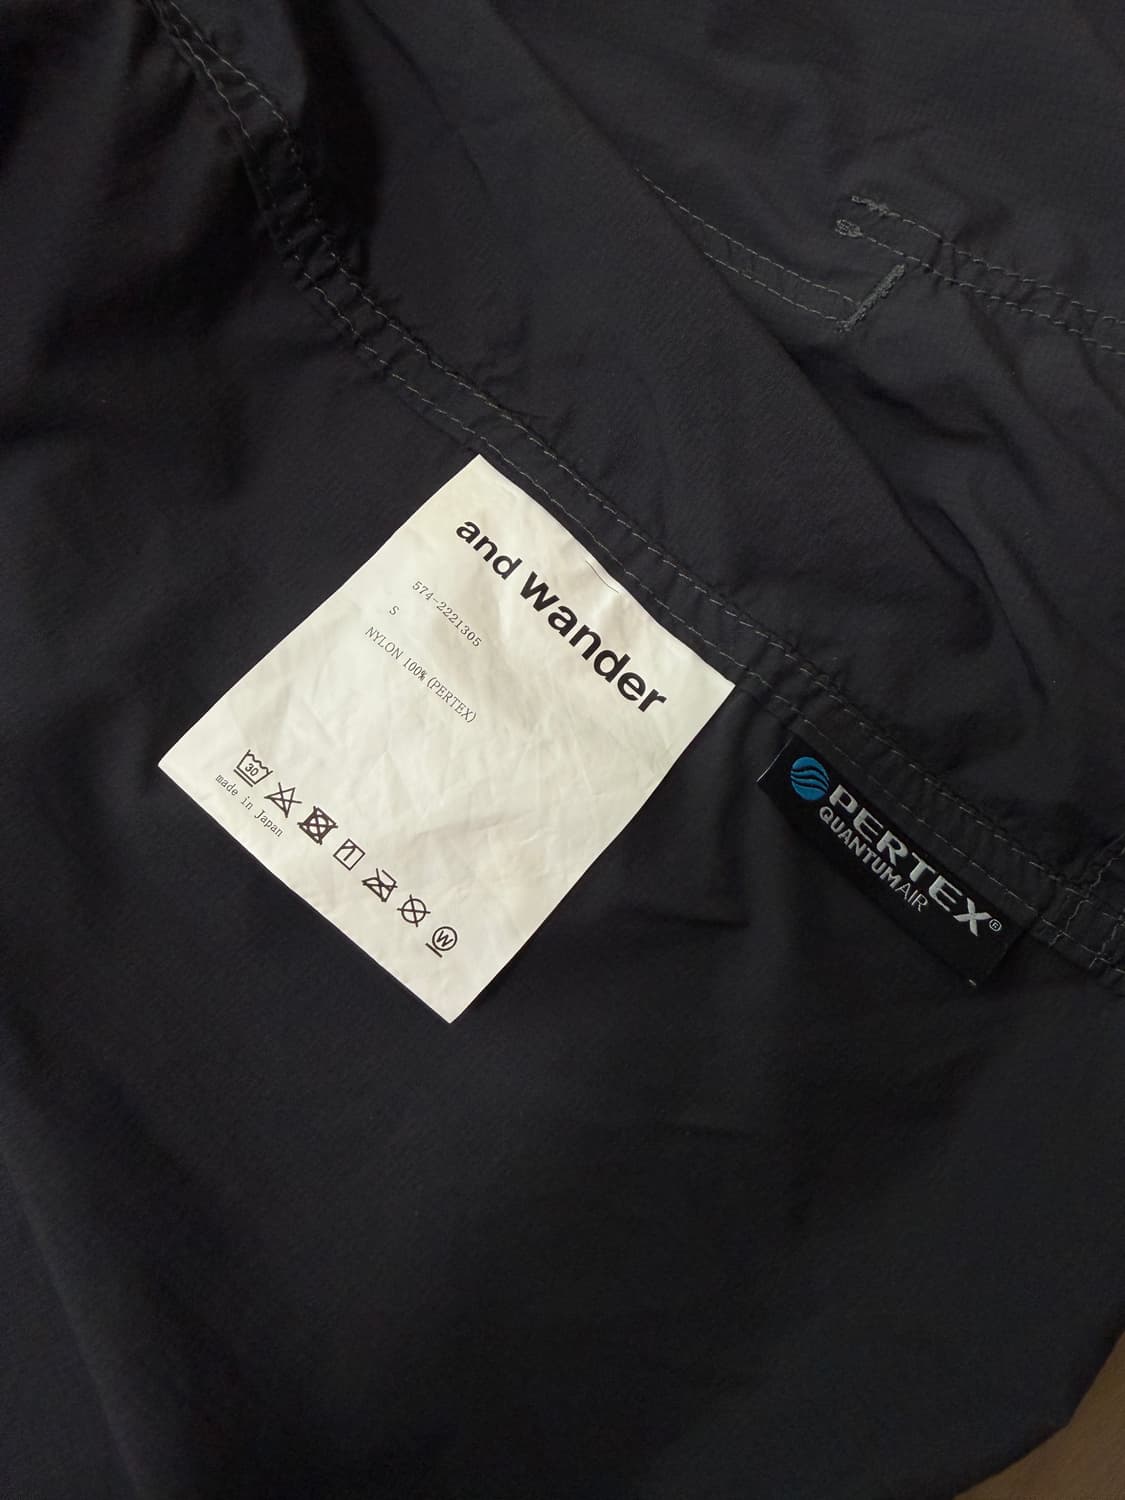 and wander
574-2221305
S
NYLON 100% (PERTEX)
30
W
made in Japan
PERTEX®
QUANTUMAIR